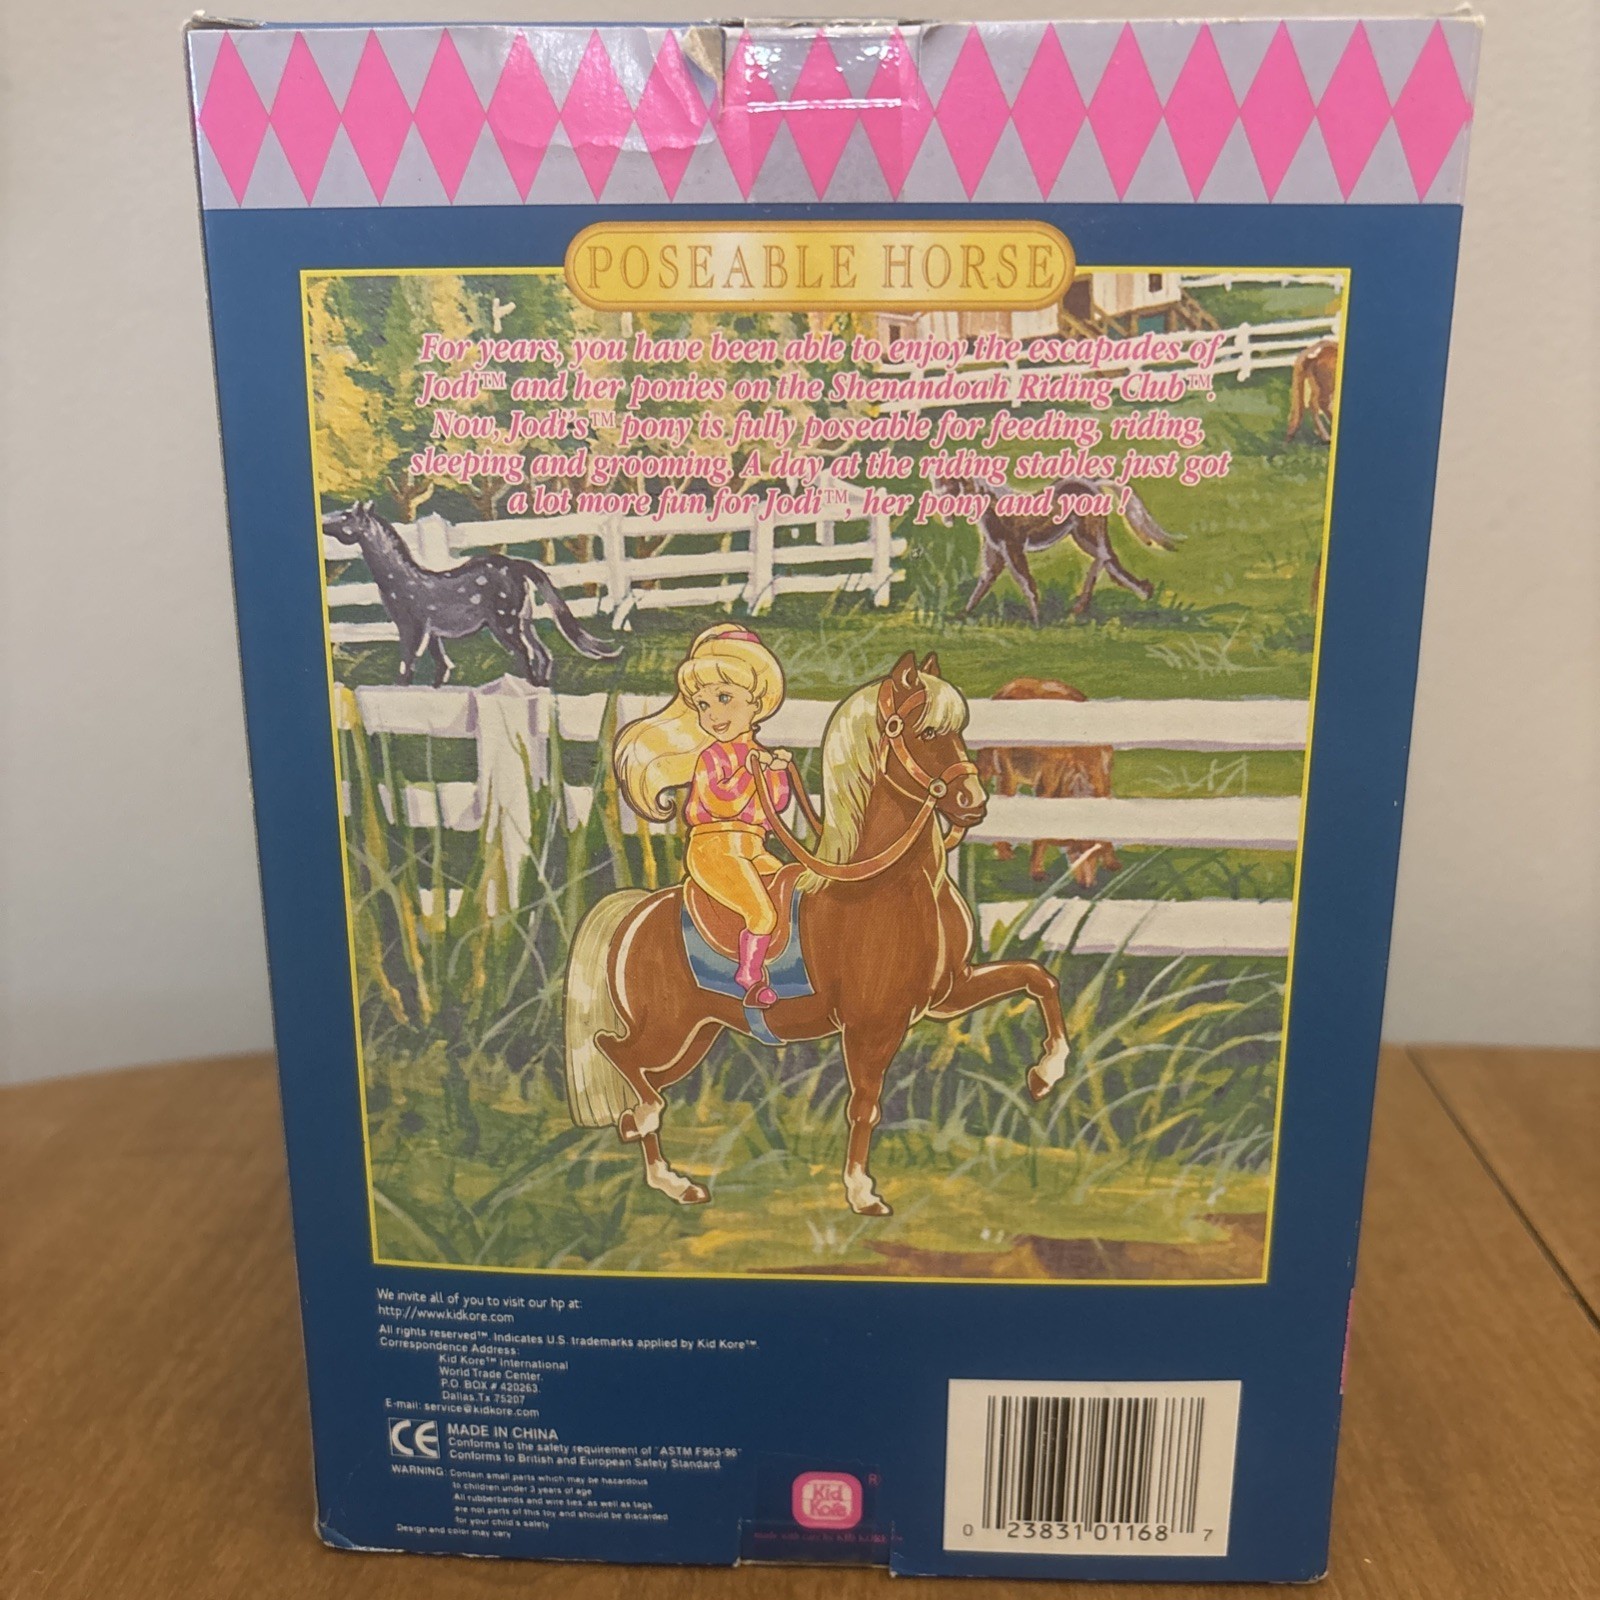 POSEABLE HORSE
For years, you have been able to enjoy the escapades of
Jodi™ and her ponies on the Shenandoah Riding Club™.
Now, Jodi's™ pony is fully poseable for feeding, riding,
sleeping and grooming. A day at the riding stables just got
a lot more fun for Jodi™, her pony and you!
We invite all of you to visit our hp at:
http://www.kidkore.com
All rights reserved™. Indicates U.S. trademarks applied by Kid Kore™.
Correspondence Address:
Kid Kore™ International
World Trade Center.
P.O. BOX # 420263.
Dallas.Tx 75207
E-mail: service@kidkore.com
CE MADE IN CHINA
Conforms to the safety requirement of "ASTM F963-96"
Conforms to British and European Safety Standard.
WARNING: Contain small parts which may be hazardous
to children under 3 years of age
All rubberbands and wire ties as well as tags
are not parts of this toy and should be discarded
for your child's safety
Design and color may vary
Kid
Kore
R
made with care by KID KORE™
0 23831 01168 7